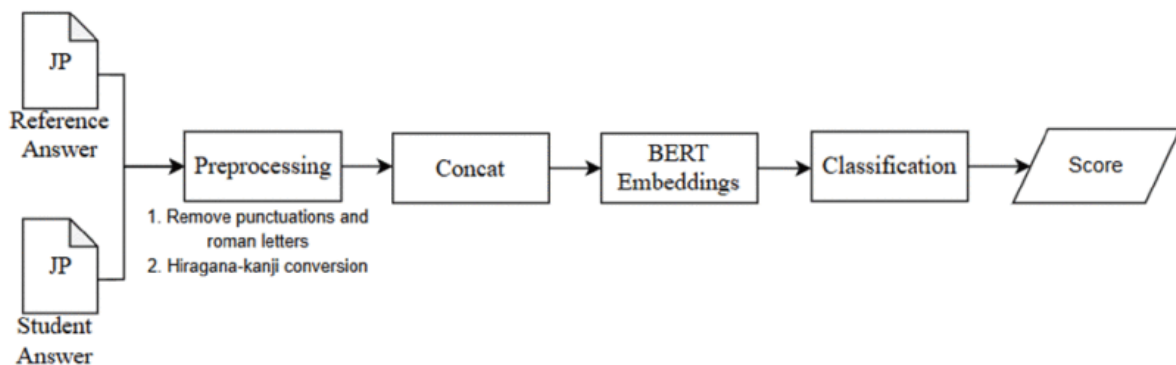 JP
Reference
Answer
JP
Student
Answer
Preprocessing
1. Remove punctuations and
roman letters
2. Hiragana-kanji conversion
Concat
BERT
Embeddings
Classification
Score